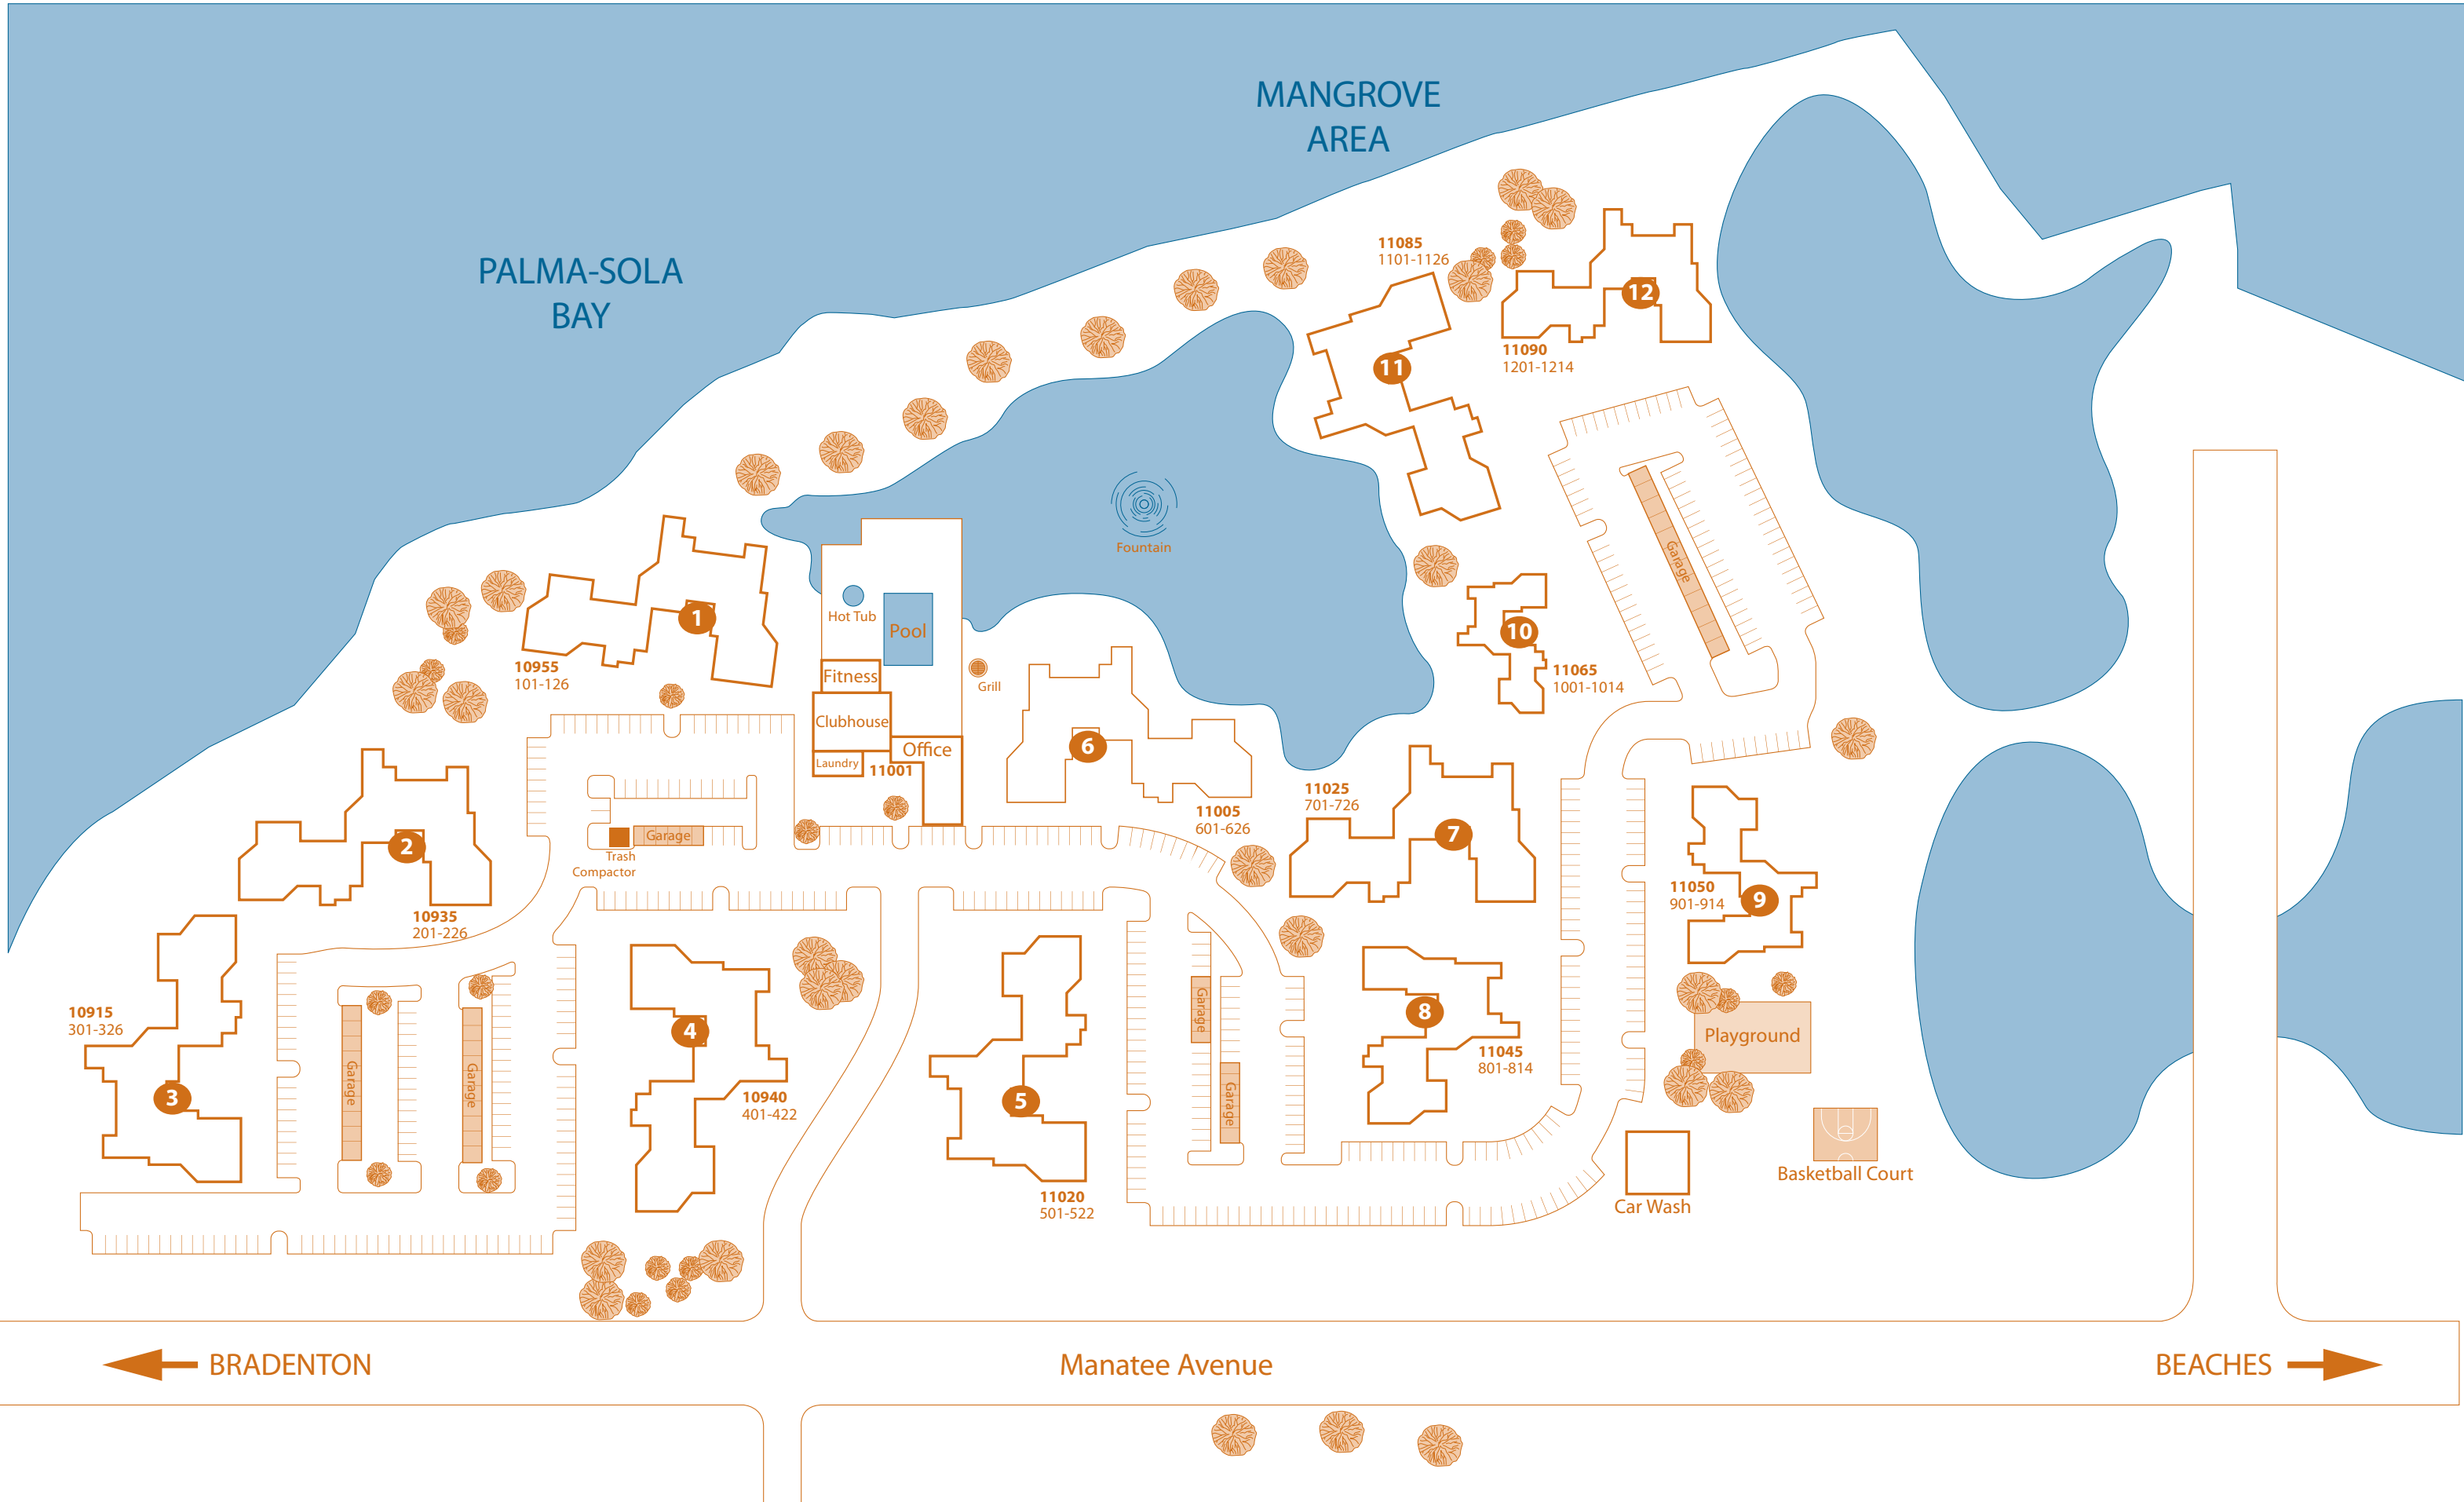 MANGROVE
AREA
PALMA-SOLA
BAY
11085
1101-1126
12
11090
1201-1214
11
Garage
Fountain
Hot Tub
Pool
1
10955
101-126
Fitness
Grill
Clubhouse
Office
Laundry
11001
10
11065
1001-1014
6
11005
601-626
11025
701-726
7
2
10935
201-226
Garage
Trash
Compactor
11050
901-914
9
10915
301-326
3
Garage
Garage
4
10940
401-422
5
11020
501-522
Garage
Garage
8
11045
801-814
Playground
Basketball Court
Car Wash
BRADENTON
Manatee Avenue
BEACHES